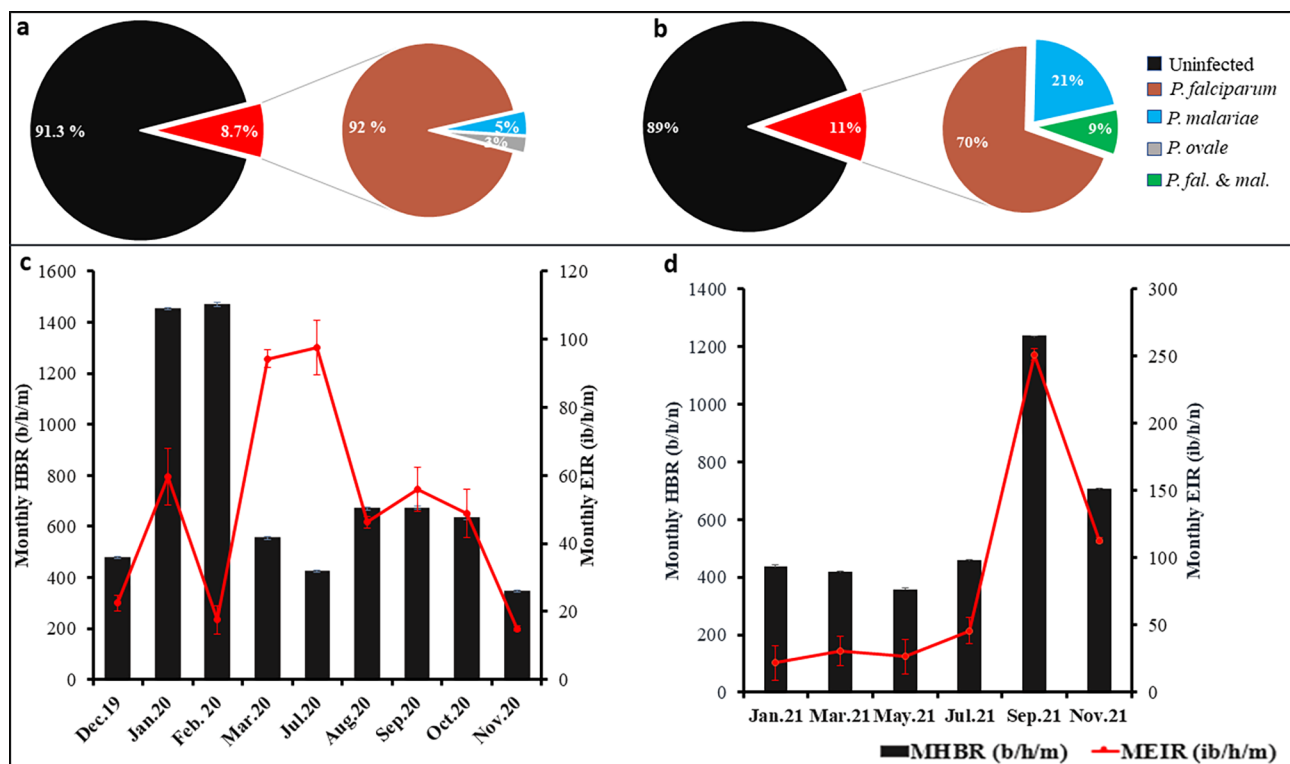 a
91.3 %
8.7%
92 %
5%
3%
b
89%
11%
70%
21%
9%
Uninfected
P. falciparum
P. malariae
P. ovale
P. fal. & mal.
c
Monthly HBR (b/h/m)
1600
1400
1200
1000
800
600
400
200
0
120
100
80
60
40
20
0
Monthly EIR (ib/h/m)
Dec.19
Jan.20
Feb. 20
Mar.20
Jul.20
Aug.20
Sep.20
Oct.20
Nov.20
d
Monthly HBR (b/h/n)
1400
1200
1000
800
600
400
200
0
300
250
200
150
100
50
0
Monthly EIR (ib/h/n)
Jan.21
Mar.21
May.21
Jul.21
Sep.21
Nov.21
MHBR (b/h/m)
MEIR (ib/h/m)